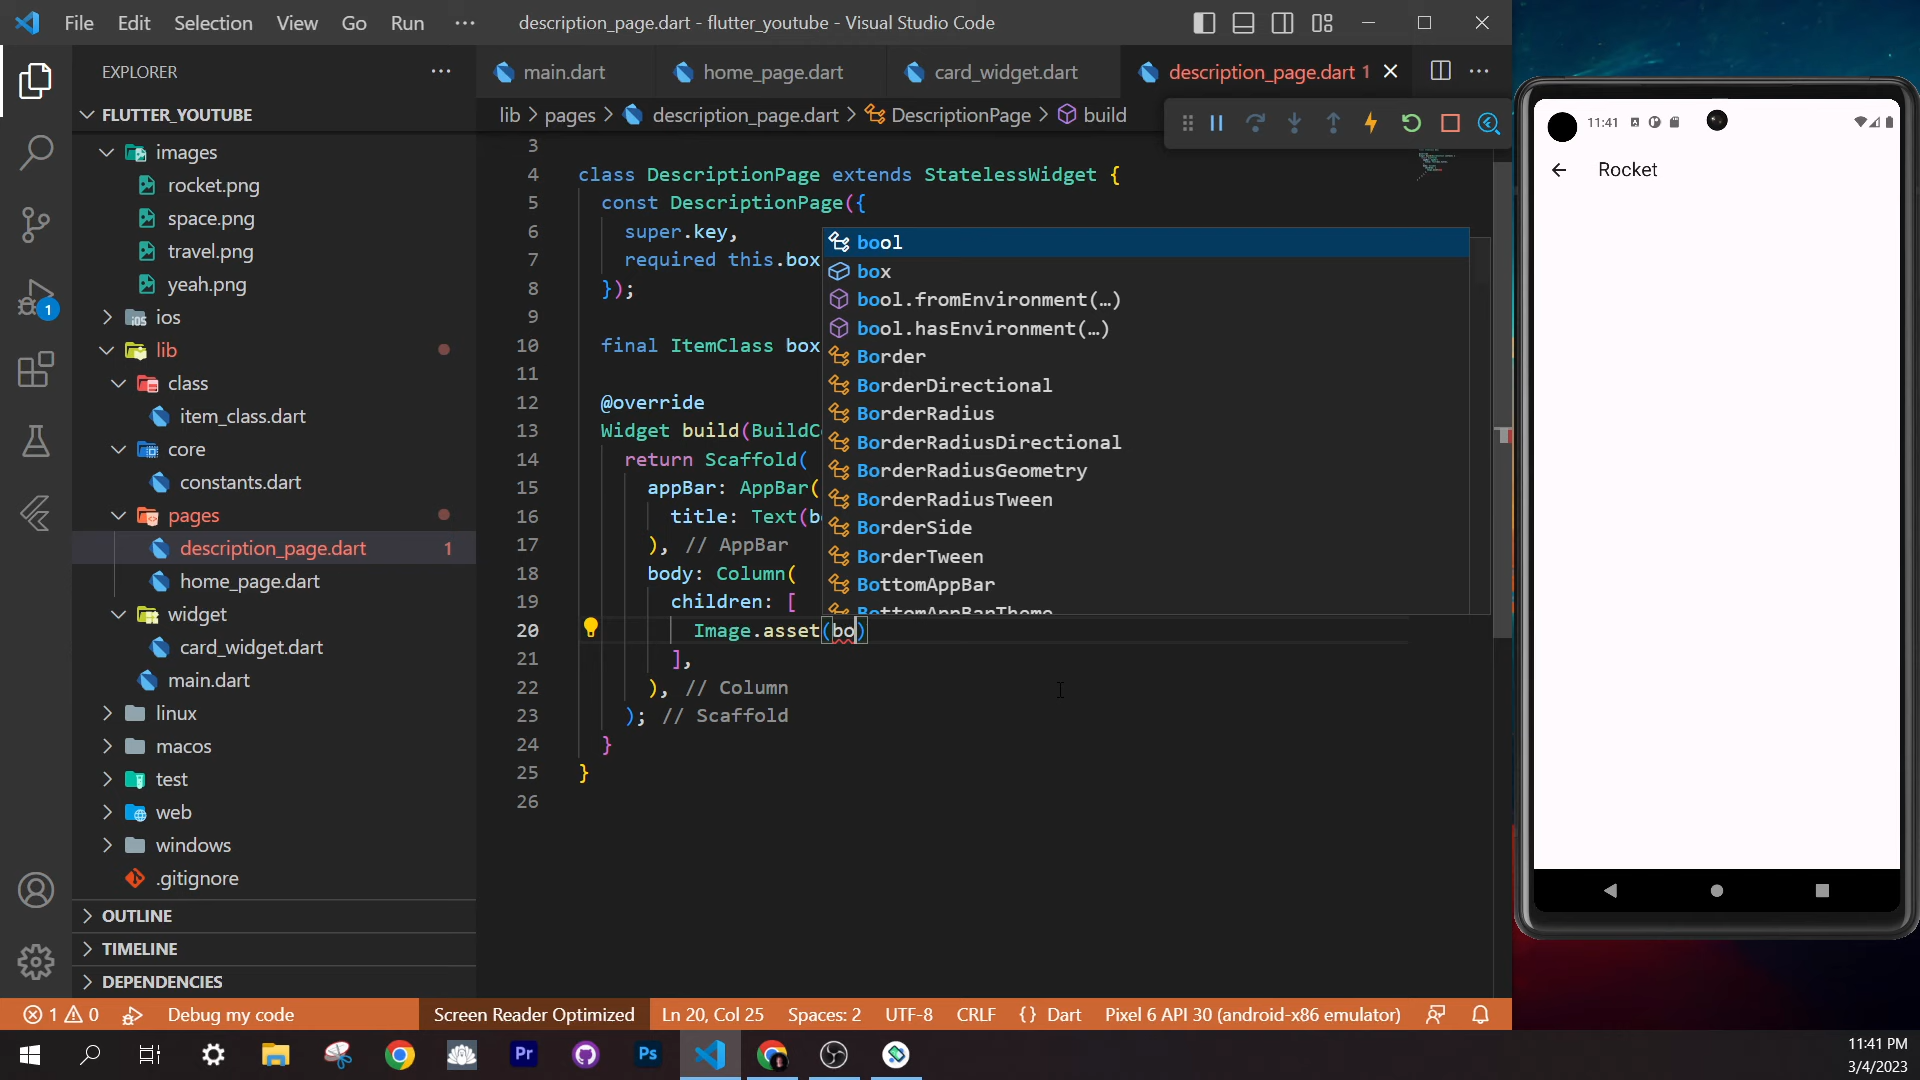 File Edit Selection View Go Run ··· description_page.dart - flutter_youtube - Visual Studio Code
EXPLORER ···
main.dart home_page.dart card_widget.dart description_page.dart 1
FLUTTER_YOUTUBE
lib > pages > description_page.dart > DescriptionPage > build
images
rocket.png
space.png
travel.png
yeah.png
ios
lib
class
item_class.dart
core
constants.dart
pages
description_page.dart 1
home_page.dart
widget
card_widget.dart
main.dart
linux
macos
test
web
windows
.gitignore
OUTLINE
TIMELINE
DEPENDENCIES
1
3
4 class DescriptionPage extends StatelessWidget {
5 const DescriptionPage({
6 super.key,
7 required this.box
8 });
9
10 final ItemClass box
11
12 @override
13 Widget build(BuildC
14 return Scaffold(
15 appBar: AppBar(
16 title: Text(b
17 ), // AppBar
18 body: Column(
19 children: [
20 Image.asset(bo)
21 ],
22 ), // Column
23 ); // Scaffold
24 }
25 }
26
bool
box
bool.fromEnvironment(…)
bool.hasEnvironment(…)
Border
BorderDirectional
BorderRadius
BorderRadiusDirectional
BorderRadiusGeometry
BorderRadiusTween
BorderSide
BorderTween
BottomAppBar
BottomAppBarTheme
11:41
Rocket
1 0 Debug my code Screen Reader Optimized Ln 20, Col 25 Spaces: 2 UTF-8 CRLF {} Dart Pixel 6 API 30 (android-x86 emulator)
Pr Ps
11:41 PM
3/4/2023